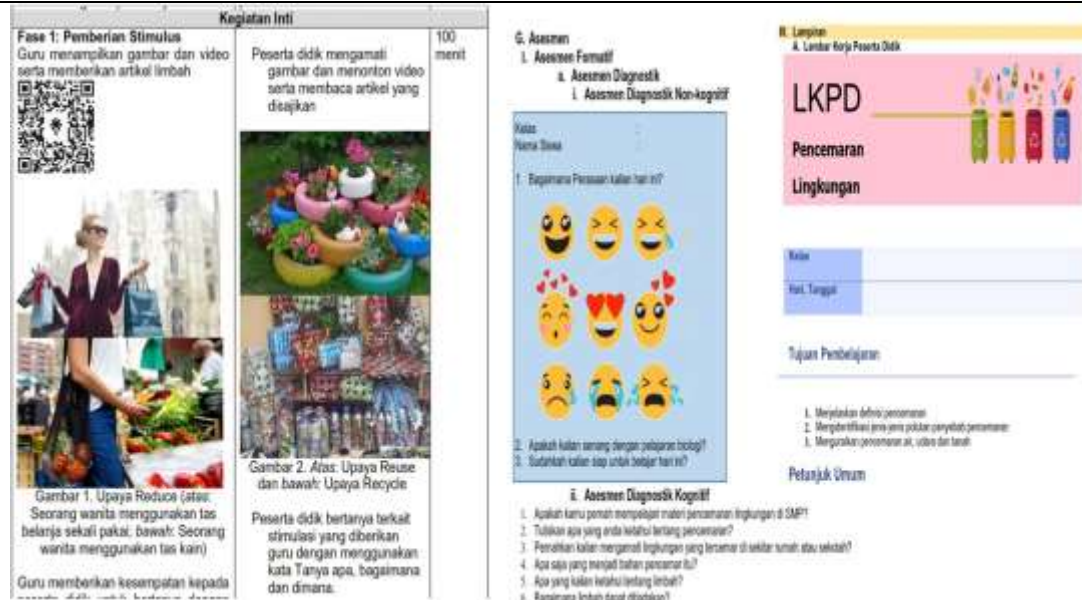 Kegiatan Inti
Fase 1: Pemberian Stimulus
Guru menampilkan gambar dan video
serta memberikan artikel limbah
Gambar 1. Upaya Reduce (atas:
Seorang wanita menggunakan tas
belanja sekali pakai; bawah: Seorang
wanita menggunakan tas kain)
Guru memberikan kesempatan kepada
peserta didik untuk bertanya dengan
Peserta didik mengamati
gambar dan menonton video
serta membaca artikel yang
disajikan
Gambar 2. Atas: Upaya Reuse
dan bawah: Upaya Recycle
Peserta didik bertanya terkait
stimulasi yang diberikan
guru dengan menggunakan
kata Tanya apa, bagaimana
dan dimana.
100
menit
G. Asesmen
i. Asesmen Formatif
a. Asesmen Diagnostik
i. Asesmen Diagnostik Non-kognitif
Kelas :
Nama Siswa :
1. Bagaimana Perasaan kalian hari ini?
2. Apakah kalian senang dengan pelajaran biologi?
3. Sudahkah kalian siap untuk belajar hari ini?
ii. Asesmen Diagnostik Kognitif
1. Apakah kamu pernah mempelajari materi pencemaran lingkungan di SMP?
2. Tuliskan apa yang anda ketahui tentang pencemaran?
3. Pernahkan kalian mengamati lingkungan yang tercemar di sekitar rumah atau sekolah?
4. Apa saja yang menjadi bahan pencemar itu?
5. Apa yang kalian ketahui tentang limbah?
6. Bagaimana limbah dapat
Lampiran
A. Lembar Kerja Peserta Didik
LKPD
Pencemaran
Lingkungan
Kelas
Hari, Tanggal
Tujuan Pembelajaran
1. Menjelaskan definisi pencemaran
2. Mengidentifikasi jenis-jenis polutan penyebab pencemaran
3. Menguraikan pencemaran air, udara dan tanah
Petunjuk Umum